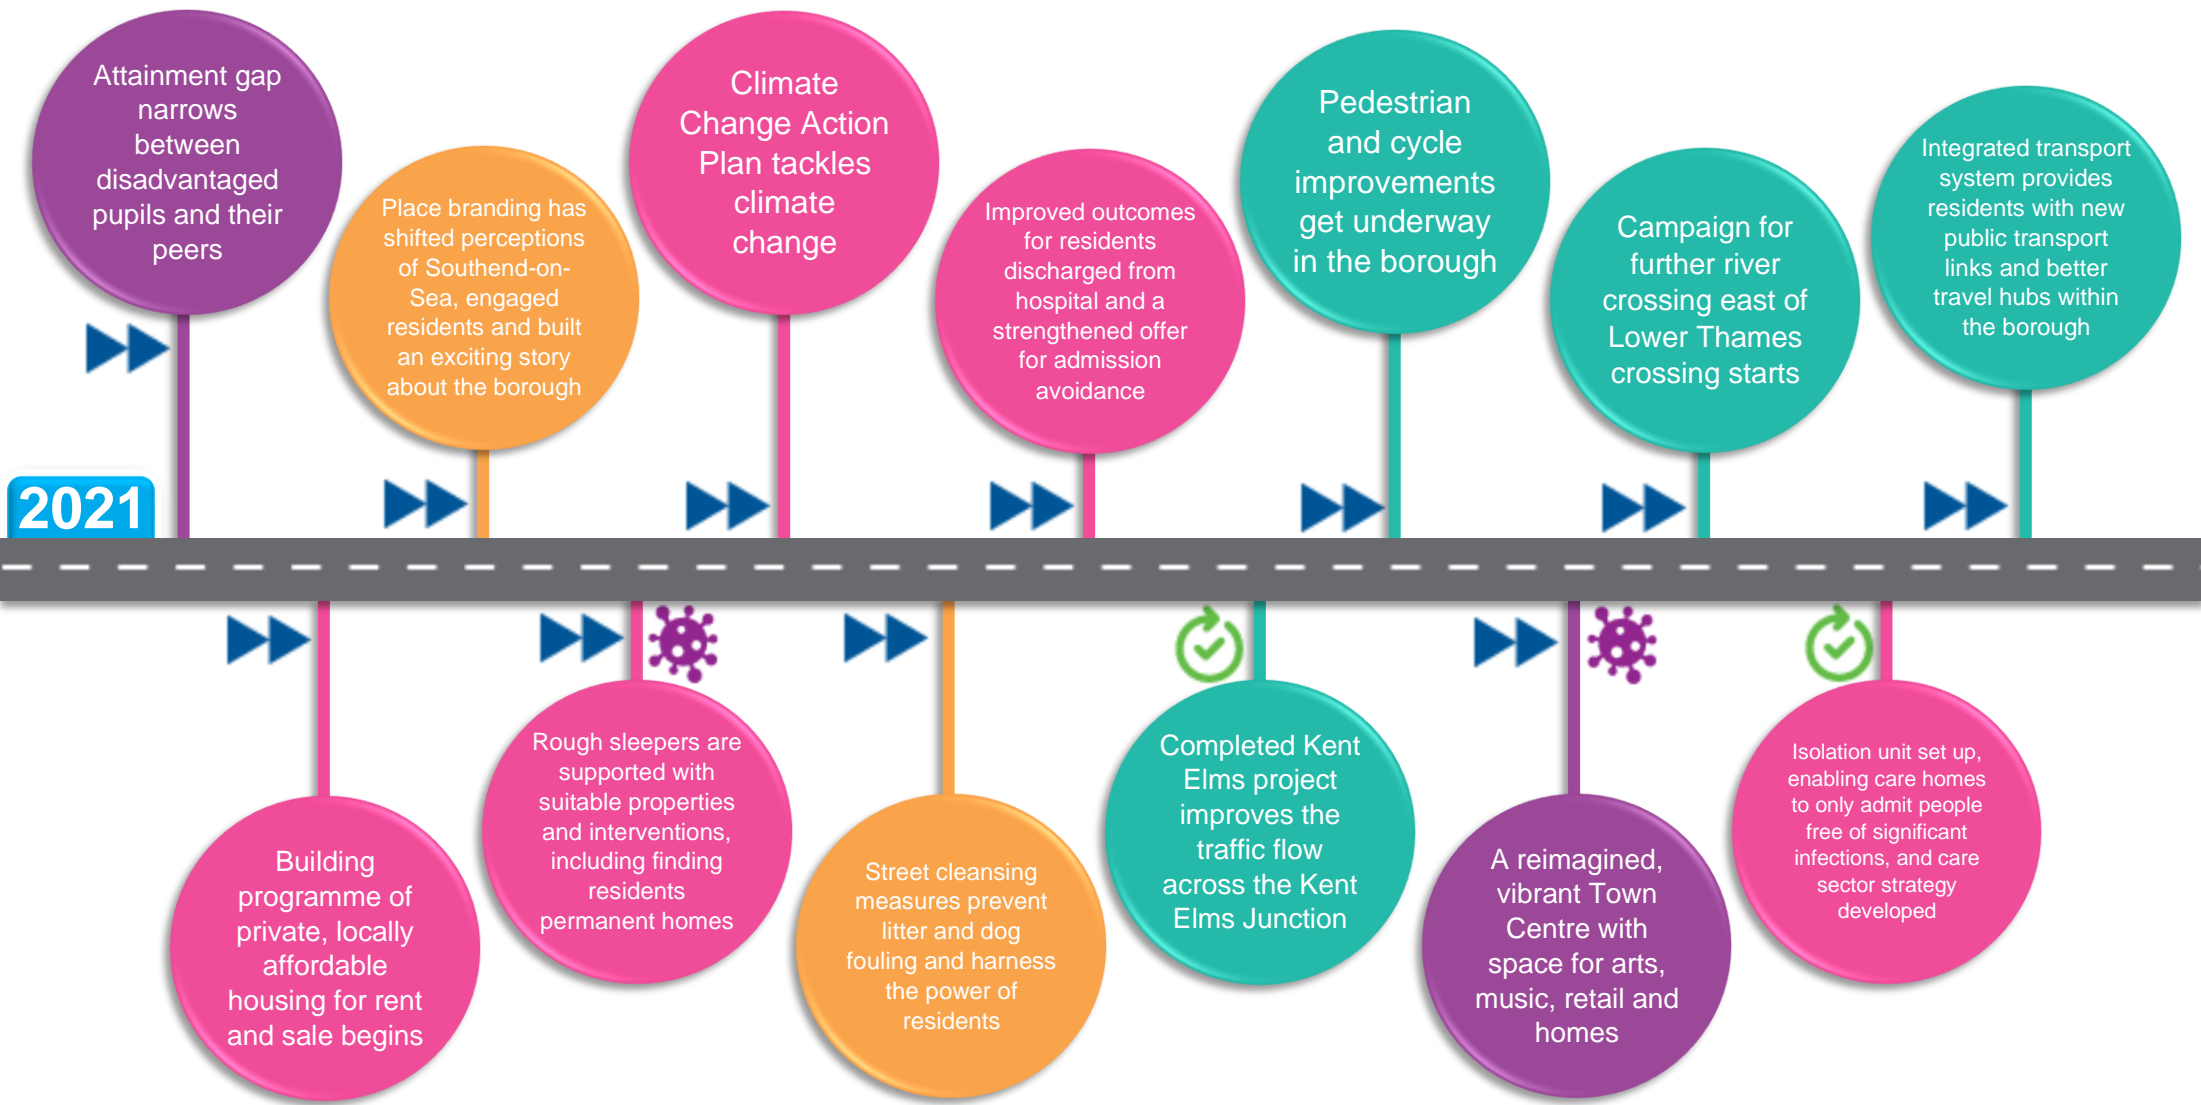 Attainment gap
narrows
between
disadvantaged
pupils and their
peers
Place branding has
shifted perceptions
of Southend-on-
Sea, engaged
residents and built
an exciting story
about the borough
Climate
Change Action
Plan tackles
climate
change
Improved outcomes
for residents
discharged from
hospital and a
strengthened offer
for admission
avoidance
Pedestrian
and cycle
improvements
get underway
in the borough
Campaign for
further river
crossing east of
Lower Thames
crossing starts
Integrated transport
system provides
residents with new
public transport
links and better
travel hubs within
the borough
2021
Building
programme of
private, locally
affordable
housing for rent
and sale begins
Rough sleepers are
supported with
suitable properties
and interventions,
including finding
residents
permanent homes
Street cleansing
measures prevent
litter and dog
fouling and harness
the power of
residents
Completed Kent
Elms project
improves the
traffic flow
across the Kent
Elms Junction
A reimagined,
vibrant Town
Centre with
space for arts,
music, retail and
homes
Isolation unit set up,
enabling care homes
to only admit people
free of significant
infections, and care
sector strategy
developed